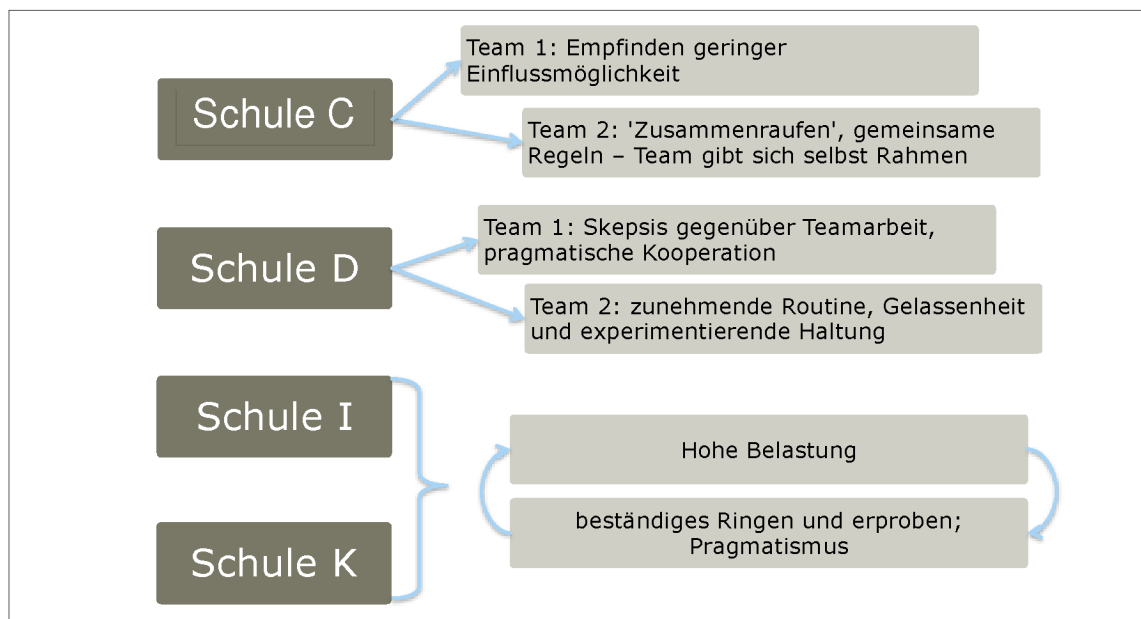 Schule C
Team 1: Empfinden geringer
Einflussmöglichkeit
Team 2: 'Zusammenraufen', gemeinsame
Regeln – Team gibt sich selbst Rahmen
Schule D
Team 1: Skepsis gegenüber Teamarbeit,
pragmatische Kooperation
Team 2: zunehmende Routine, Gelassenheit
und experimentierende Haltung
Schule I
Schule K
Hohe Belastung
beständiges Ringen und erproben;
Pragmatismus